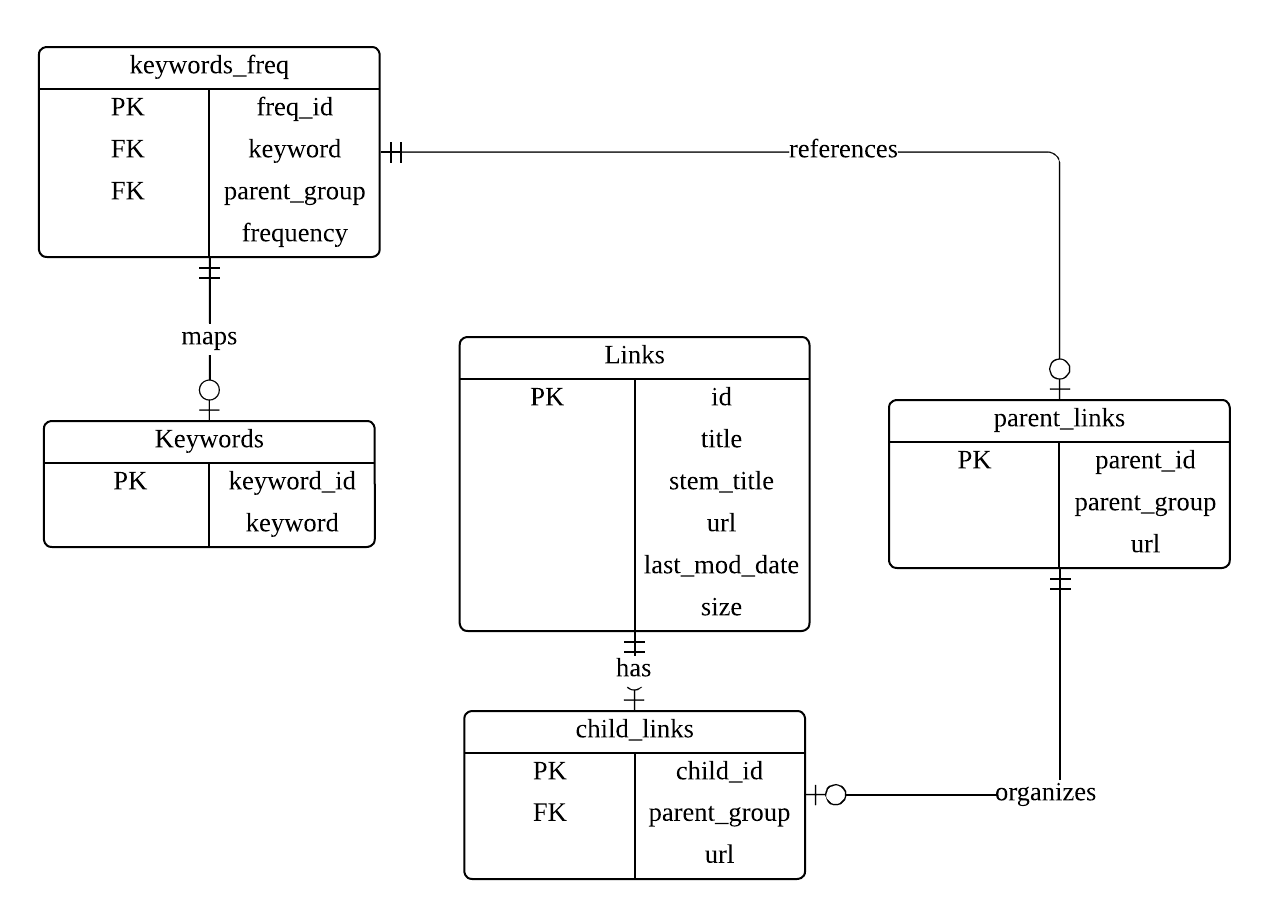 keywords_freq
PK freq_id
FK keyword
FK parent_group
frequency
references
maps
Keywords
PK keyword_id
keyword
Links
PK id
title
stem_title
url
last_mod_date
size
parent_links
PK parent_id
parent_group
url
has
child_links
PK child_id
FK parent_group
url
organizes